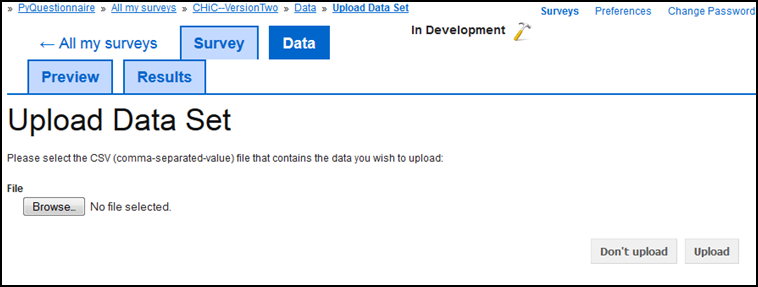 » PyQuestionnaire » All my surveys » CHiC--VersionTwo » Data » Upload Data Set
Surveys Preferences Change Password
In Development
← All my surveys Survey Data
Preview Results
Upload Data Set
Please select the CSV (comma-separated-value) file that contains the data you wish to upload:
File
Browse.. No file selected.
Don't upload Upload